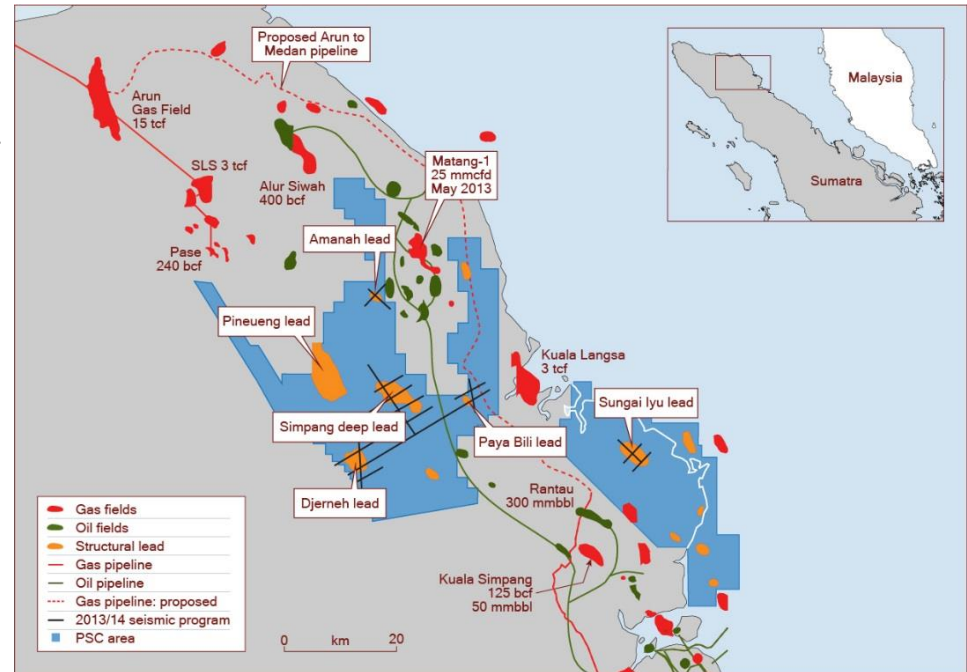 Proposed Arun to
Medan pipeline
Malaysia
Sumatra
Arun
Gas Field
15 tcf
SLS 3 tcf
Alur Siwah
400 bcf
Matang-1
25 mmcfd
May 2013
Pase
240 bcf
Amanah lead
Pineueng lead
Kuala Langsa
3 tcf
Sungai Iyu lead
Simpang deep lead
Paya Bili lead
Djerneh lead
Rantau
300 mmbbl
Kuala Simpang
125 bcf
50 mmbbl
Gas fields
Oil fields
Structural lead
Gas pipeline
Oil pipeline
Gas pipeline: proposed
2013/14 seismic program
PSC area
0 km 20